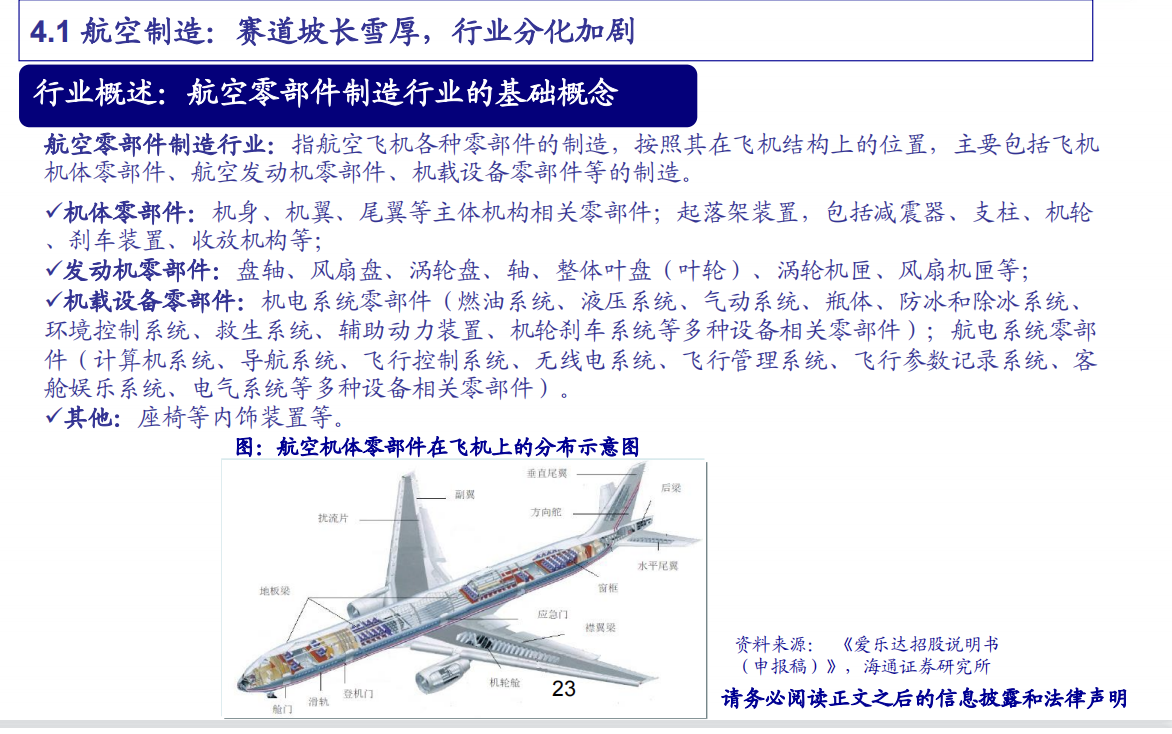 4.1 航空制造：赛道坡长雪厚，行业分化加剧
行业概述：航空零部件制造行业的基础概念
航空零部件制造行业：指航空飞机各种零部件的制造，按照其在飞机结构上的位置，主要包括飞机
机体零部件、航空发动机零部件、机载设备零部件等的制造。
✓机体零部件：机身、机翼、尾翼等主体机构相关零部件；起落架装置，包括减震器、支柱、机轮
、刹车装置、收放机构等；
✓发动机零部件：盘轴、风扇盘、涡轮盘、轴、整体叶盘（叶轮）、涡轮机匣、风扇机匣等；
✓机载设备零部件：机电系统零部件（燃油系统、液压系统、气动系统、瓶体、防冰和除冰系统、
环境控制系统、救生系统、辅助动力装置、机轮刹车系统等多种设备相关零部件）；航电系统零部
件（计算机系统、导航系统、飞行控制系统、无线电系统、飞行管理系统、飞行参数记录系统、客
舱娱乐系统、电气系统等多种设备相关零部件）。
✓其他：座椅等内饰装置等。
图：航空机体零部件在飞机上的分布示意图
垂直尾翼
后梁
副翼
方向舵
扰流片
水平尾翼
窗框
地板梁
应急门
襟翼梁
机轮舱
登机门
滑轨
舱门
23
资料来源： 《爱乐达招股说明书
（申报稿）》，海通证券研究所
请务必阅读正文之后的信息披露和法律声明